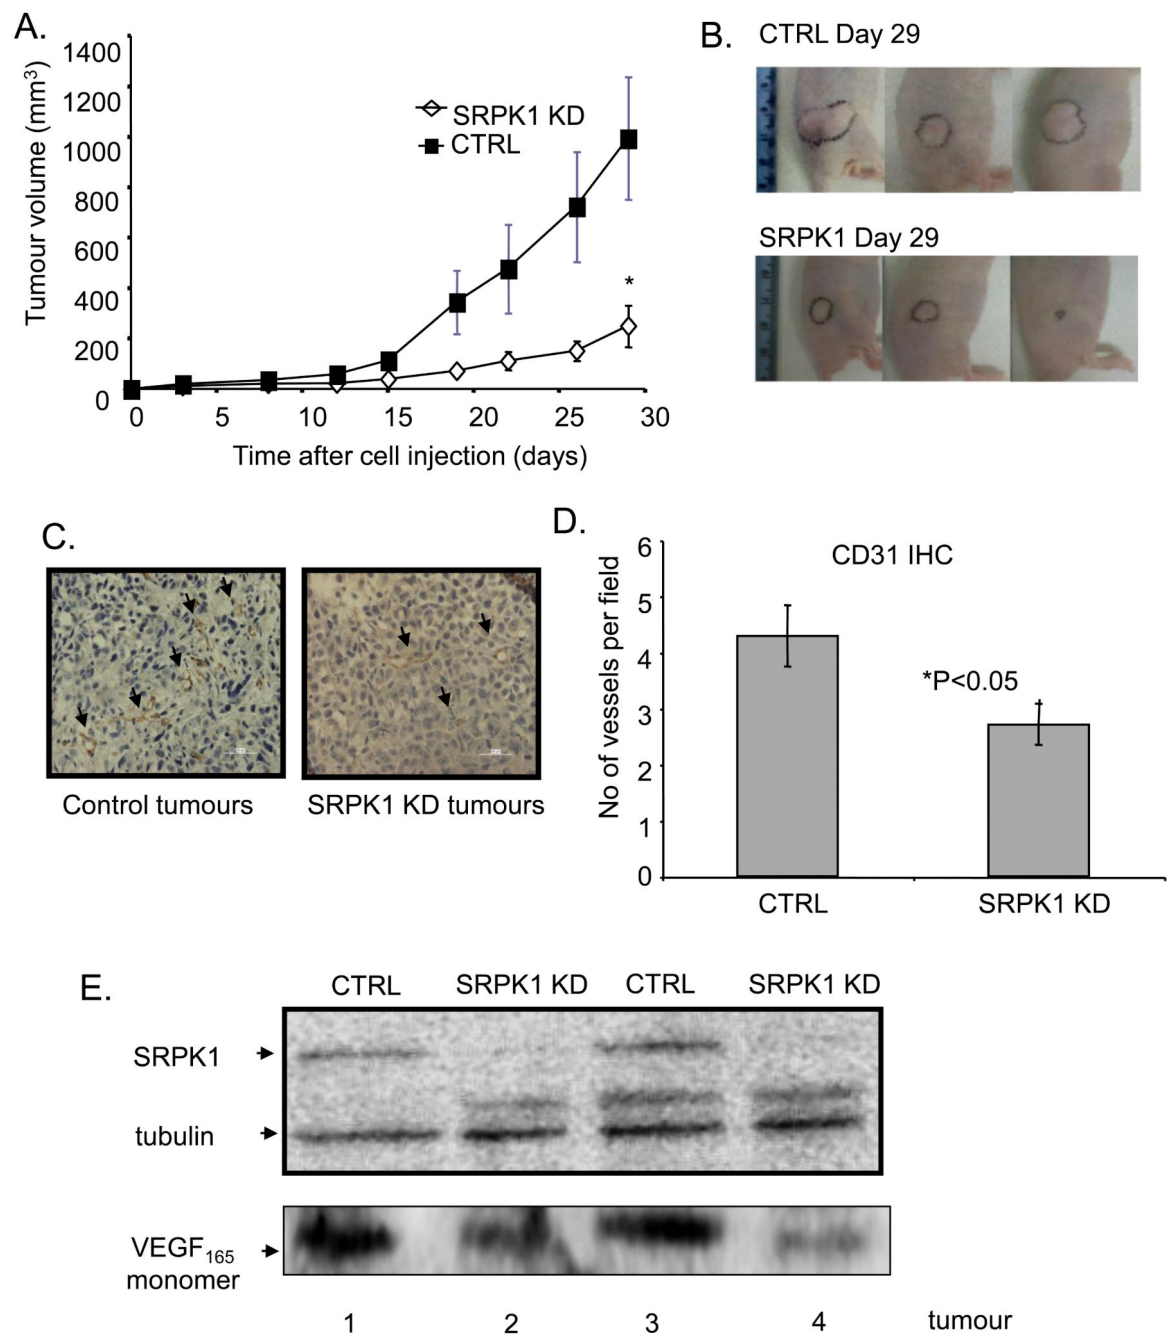 A.
1400
1200
1000
800
600
400
200
0
Tumour volume (mm³)
SRPK1 KD
CTRL
*
0 5 10 15 20 25 30
Time after cell injection (days)
B.
CTRL Day 29
SRPK1 Day 29
C.
Control tumours
SRPK1 KD tumours
D.
6
5
4
3
2
1
0
No of vessels per field
CD31 IHC
*P<0.05
CTRL
SRPK1 KD
E.
CTRL SRPK1 KD CTRL SRPK1 KD
SRPK1
tubulin
VEGF₁₆₅
monomer
1 2 3 4 tumour